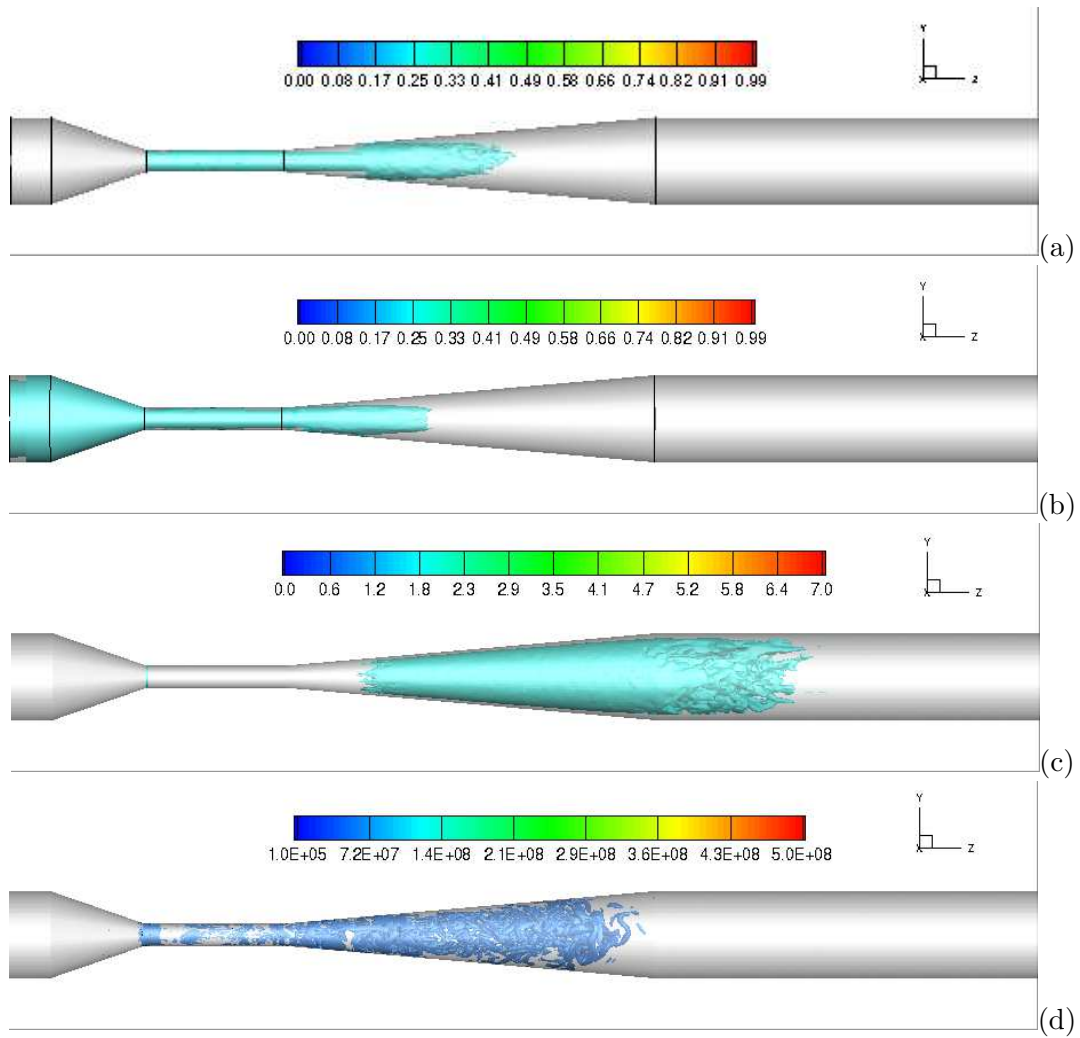 Y
X
Z
0.00 0.08 0.17 0.25 0.33 0.41 0.49 0.58 0.66 0.74 0.82 0.91 0.99
(a)
Y
X
Z
0.00 0.08 0.17 0.25 0.33 0.41 0.49 0.58 0.66 0.74 0.82 0.91 0.99
(b)
Y
X
Z
0.0 0.6 1.2 1.8 2.3 2.9 3.5 4.1 4.7 5.2 5.8 6.4 7.0
(c)
Y
X
Z
1.0E+05 7.2E+07 1.4E+08 2.1E+08 2.9E+08 3.6E+08 4.3E+08 5.0E+08
(d)